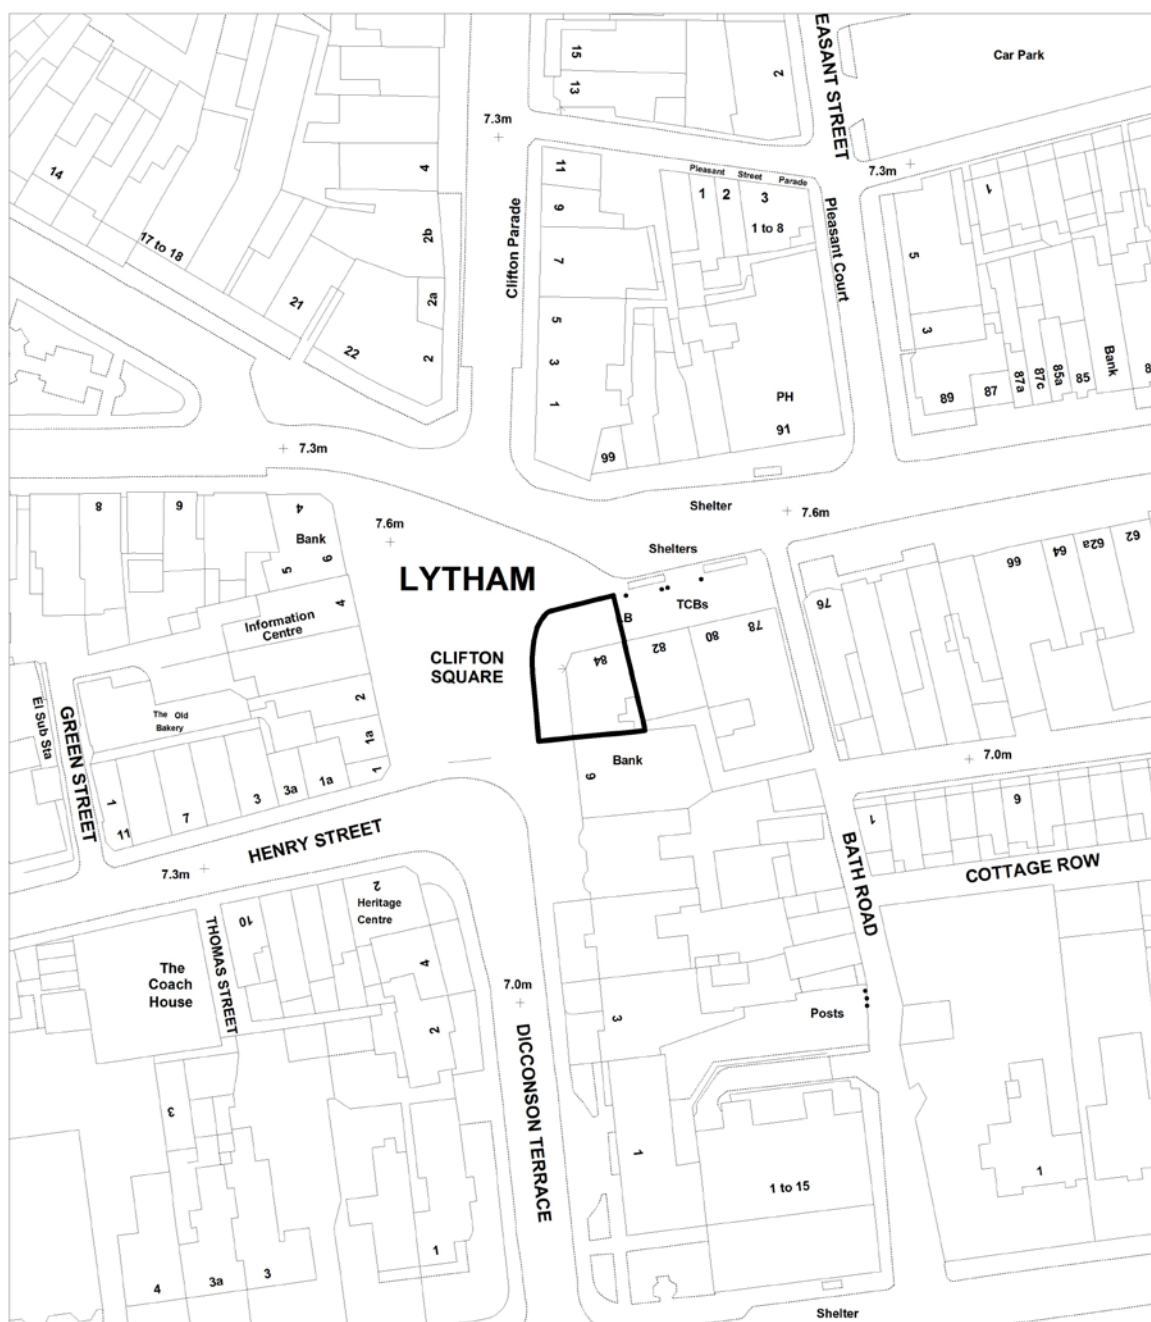 EASANT STREET
Car Park
15
13
2
7.3m
11
Pleasant Street Parade
7.3m
14
4
9
1
2
3
1
1 to 8
Clifton Parade
Pleasant Court
17 to 18
2b
7
5
21
2a
5
3
22
2
3
Bank
1
89
87
87a
87c
85a
85
8
PH
91
99
7.3m
8
6
4
Bank
7.6m
Shelter
7.6m
5
6
Shelters
66
64
62a
62
LYTHAM
TCBs
76
4
Information
Centre
LB
84
82
80
78
CLIFTON
SQUARE
El Sub Sta
GREEN STREET
The Old
Bakery
2
1a
Bank
7.0m
1
11
7
3
3a
1a
1
6
HENRY STREET
1
6
BATH ROAD
COTTAGE ROW
7.3m
2
Heritage
Centre
10
THOMAS STREET
4
The
Coach
House
7.0m
2
DICCONSON TERRACE
3
Posts
3
1
1 to 15
1
4
3a
3
1
Shelter